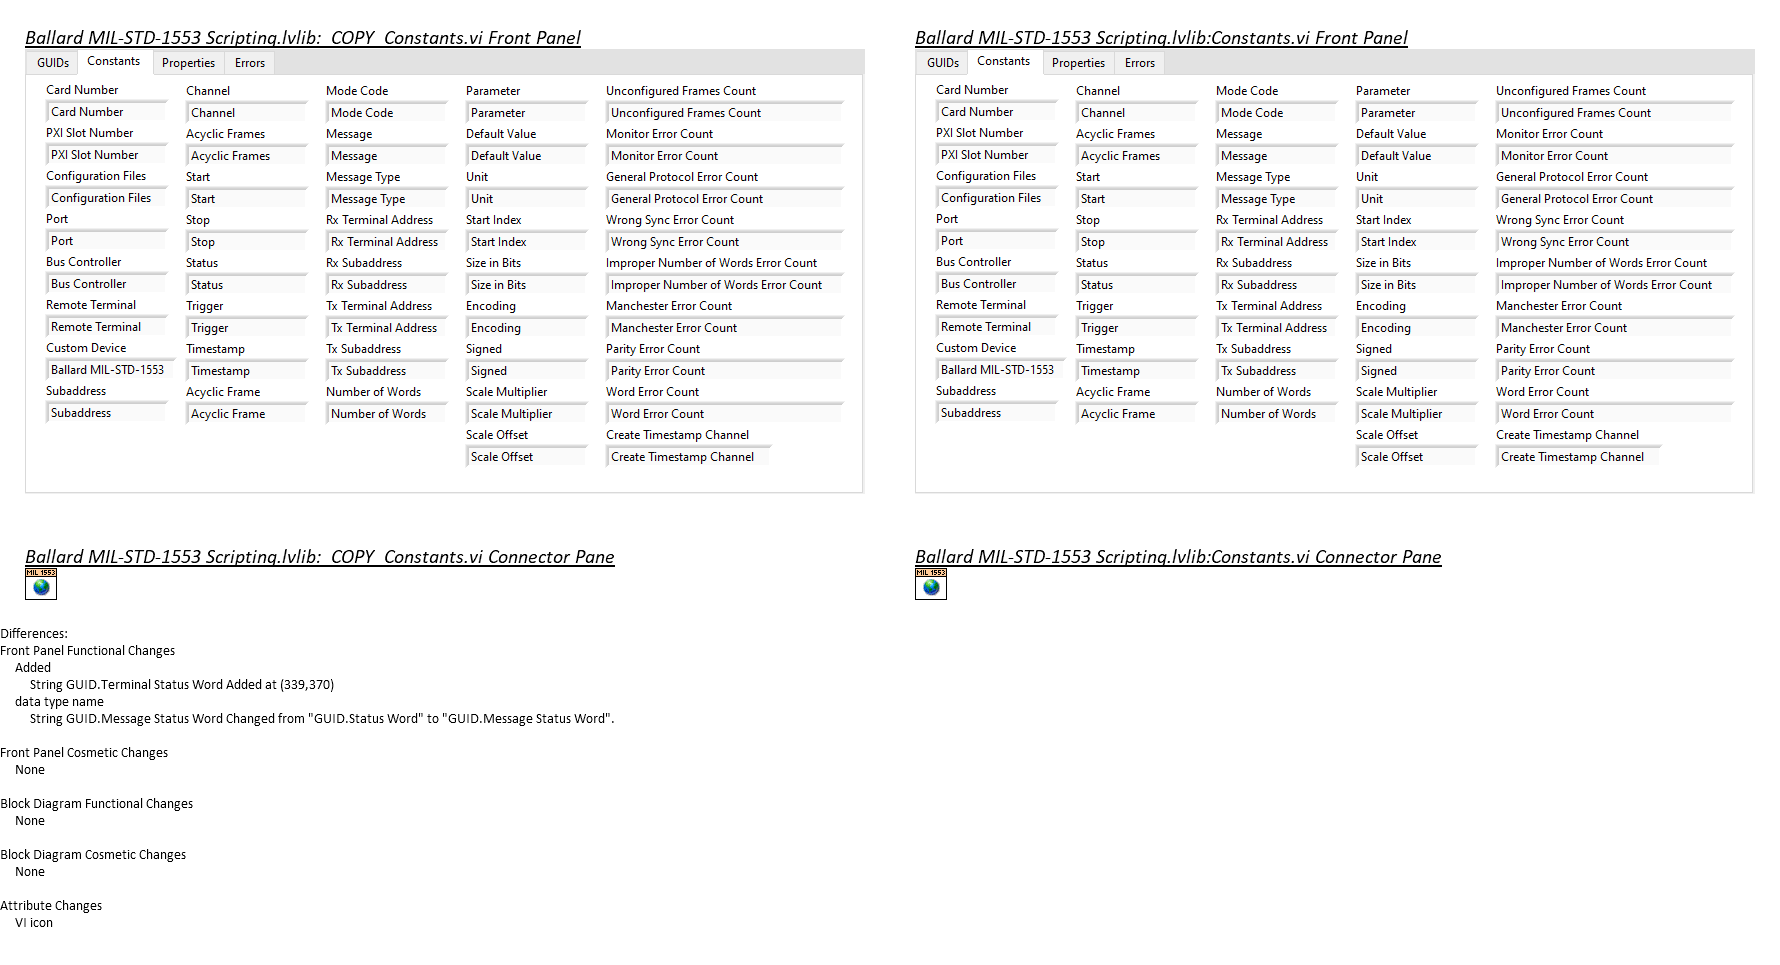 Ballard MIL-STD-1553 Scripting.lvlib:_COPY_Constants.vi Front Panel
GUIDs Constants Properties Errors
Card Number Channel Mode Code Parameter Unconfigured Frames Count
Card Number Channel Mode Code Parameter Unconfigured Frames Count
PXI Slot Number Acyclic Frames Message Default Value Monitor Error Count
PXI Slot Number Acyclic Frames Message Default Value Monitor Error Count
Configuration Files Start Message Type Unit General Protocol Error Count
Configuration Files Start Message Type Unit General Protocol Error Count
Port Stop Rx Terminal Address Start Index Wrong Sync Error Count
Port Stop Rx Terminal Address Start Index Wrong Sync Error Count
Bus Controller Status Rx Subaddress Size in Bits Improper Number of Words Error Count
Bus Controller Status Rx Subaddress Size in Bits Improper Number of Words Error Count
Remote Terminal Trigger Tx Terminal Address Encoding Manchester Error Count
Remote Terminal Trigger Tx Terminal Address Encoding Manchester Error Count
Custom Device Timestamp Tx Subaddress Signed Parity Error Count
Ballard MIL-STD-1553 Timestamp Tx Subaddress Signed Parity Error Count
Subaddress Acyclic Frame Number of Words Scale Multiplier Word Error Count
Subaddress Acyclic Frame Number of Words Scale Multiplier Word Error Count
Scale Offset Create Timestamp Channel
Scale Offset Create Timestamp Channel
Ballard MIL-STD-1553 Scripting.lvlib:Constants.vi Front Panel
GUIDs Constants Properties Errors
Card Number Channel Mode Code Parameter Unconfigured Frames Count
Card Number Channel Mode Code Parameter Unconfigured Frames Count
PXI Slot Number Acyclic Frames Message Default Value Monitor Error Count
PXI Slot Number Acyclic Frames Message Default Value Monitor Error Count
Configuration Files Start Message Type Unit General Protocol Error Count
Configuration Files Start Message Type Unit General Protocol Error Count
Port Stop Rx Terminal Address Start Index Wrong Sync Error Count
Port Stop Rx Terminal Address Start Index Wrong Sync Error Count
Bus Controller Status Rx Subaddress Size in Bits Improper Number of Words Error Count
Bus Controller Status Rx Subaddress Size in Bits Improper Number of Words Error Count
Remote Terminal Trigger Tx Terminal Address Encoding Manchester Error Count
Remote Terminal Trigger Tx Terminal Address Encoding Manchester Error Count
Custom Device Timestamp Tx Subaddress Signed Parity Error Count
Ballard MIL-STD-1553 Timestamp Tx Subaddress Signed Parity Error Count
Subaddress Acyclic Frame Number of Words Scale Multiplier Word Error Count
Subaddress Acyclic Frame Number of Words Scale Multiplier Word Error Count
Scale Offset Create Timestamp Channel
Scale Offset Create Timestamp Channel
Ballard MIL-STD-1553 Scripting.lvlib:_COPY_Constants.vi Connector Pane
MIL 1553
Ballard MIL-STD-1553 Scripting.lvlib:Constants.vi Connector Pane
MIL 1553
Differences:
Front Panel Functional Changes
Added
String GUID.Terminal Status Word Added at (339,370)
data type name
String GUID.Message Status Word Changed from "GUID.Status Word" to "GUID.Message Status Word".
Front Panel Cosmetic Changes
None
Block Diagram Functional Changes
None
Block Diagram Cosmetic Changes
None
Attribute Changes
VI icon